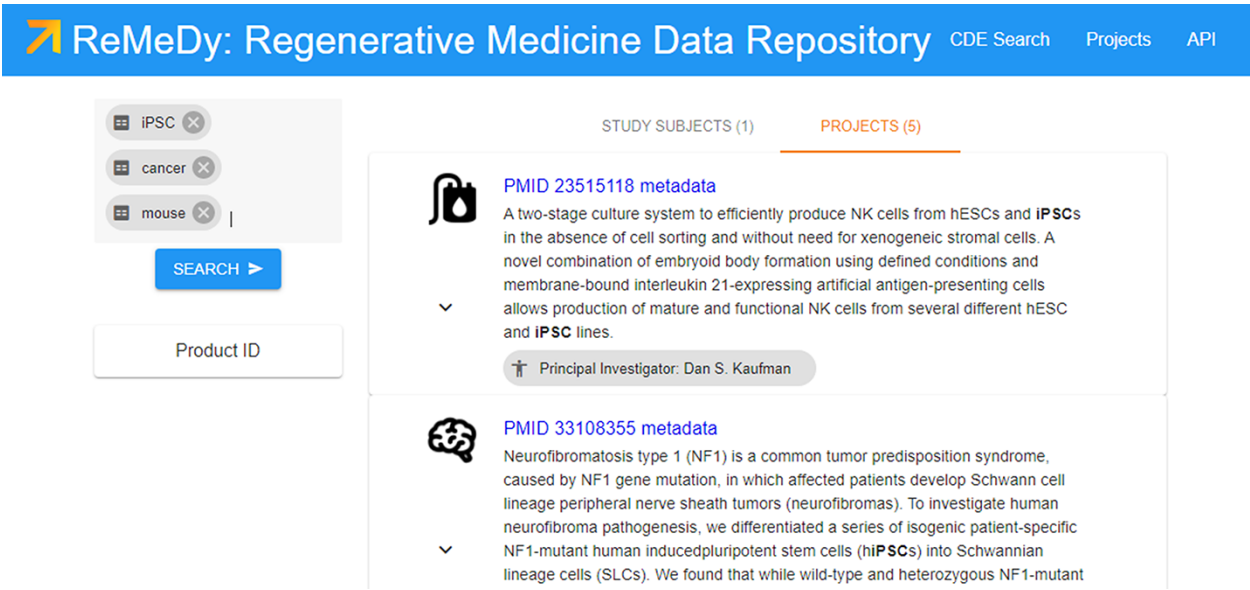 ReMeDy: Regenerative Medicine Data Repository CDE Search Projects API
iPSC
cancer
mouse
SEARCH
Product ID
STUDY SUBJECTS (1) PROJECTS (5)
PMID 23515118 metadata
A two-stage culture system to efficiently produce NK cells from hESCs and iPSCs
in the absence of cell sorting and without need for xenogeneic stromal cells. A
novel combination of embryoid body formation using defined conditions and
membrane-bound interleukin 21-expressing artificial antigen-presenting cells
allows production of mature and functional NK cells from several different hESC
and iPSC lines.
Principal Investigator: Dan S. Kaufman
PMID 33108355 metadata
Neurofibromatosis type 1 (NF1) is a common tumor predisposition syndrome,
caused by NF1 gene mutation, in which affected patients develop Schwann cell
lineage peripheral nerve sheath tumors (neurofibromas). To investigate human
neurofibroma pathogenesis, we differentiated a series of isogenic patient-specific
NF1-mutant human inducedpluripotent stem cells (hiPSCs) into Schwannian
lineage cells (SLCs). We found that while wild-type and heterozygous NF1-mutant